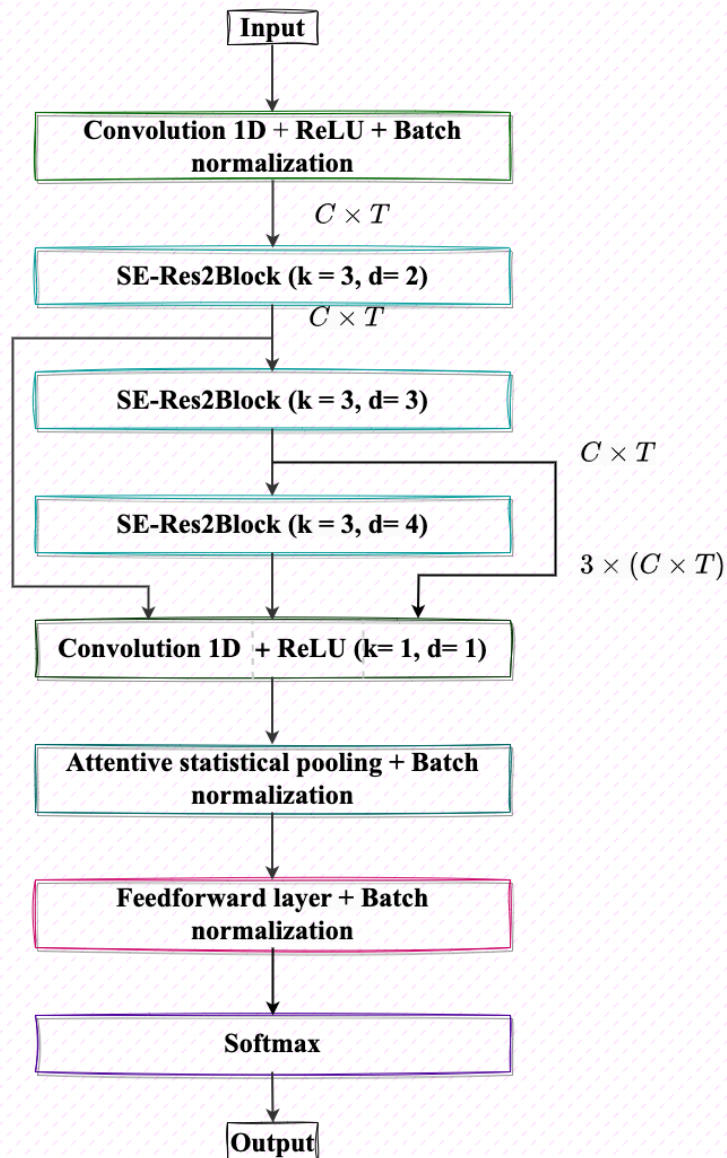 Input
Convolution 1D + ReLU + Batch
normalization
C × T
SE-Res2Block (k = 3, d= 2)
C × T
SE-Res2Block (k = 3, d= 3)
C × T
SE-Res2Block (k = 3, d= 4)
3 × (C × T)
Convolution 1D + ReLU (k= 1, d= 1)
Attentive statistical pooling + Batch
normalization
Feedforward layer + Batch
normalization
Softmax
Output